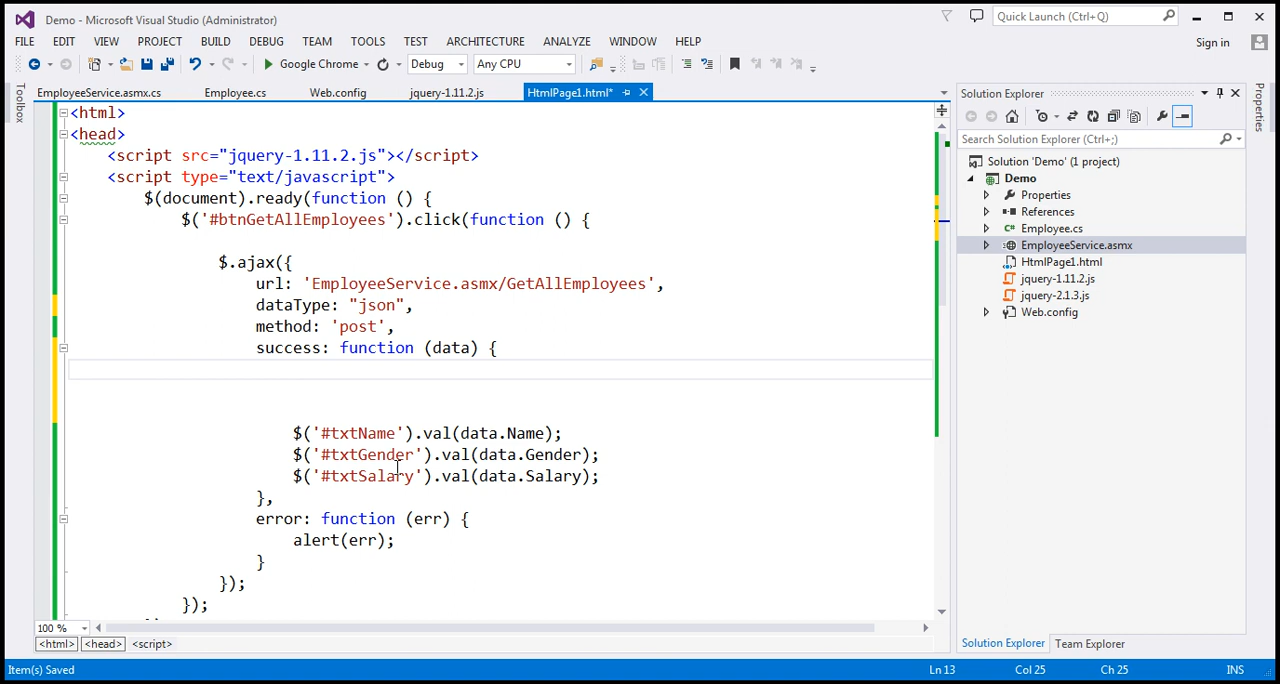 Demo - Microsoft Visual Studio (Administrator)
Quick Launch (Ctrl+Q)
FILE EDIT VIEW PROJECT BUILD DEBUG TEAM TOOLS TEST ARCHITECTURE ANALYZE WINDOW HELP
Sign in
Google Chrome Debug Any CPU
Toolbox
EmployeeService.asmx.cs Employee.cs Web.config jquery-1.11.2.js HtmlPage1.html*
<html>
<head>
<script src="jquery-1.11.2.js"></script>
<script type="text/javascript">
$(document).ready(function () {
$('#btnGetAllEmployees').click(function () {
$.ajax({
url: 'EmployeeService.asmx/GetAllEmployees',
dataType: "json",
method: 'post',
success: function (data) {
$('#txtName').val(data.Name);
$('#txtGender').val(data.Gender);
$('#txtSalary').val(data.Salary);
},
error: function (err) {
alert(err);
}
});
});
100 %
<html> <head> <script>
Solution Explorer
Search Solution Explorer (Ctrl+;)
Solution 'Demo' (1 project)
Demo
Properties
References
C# Employee.cs
EmployeeService.asmx
HtmlPage1.html
jquery-1.11.2.js
jquery-2.1.3.js
Web.config
Solution Explorer Team Explorer
Properties
Item(s) Saved Ln 13 Col 25 Ch 25 INS